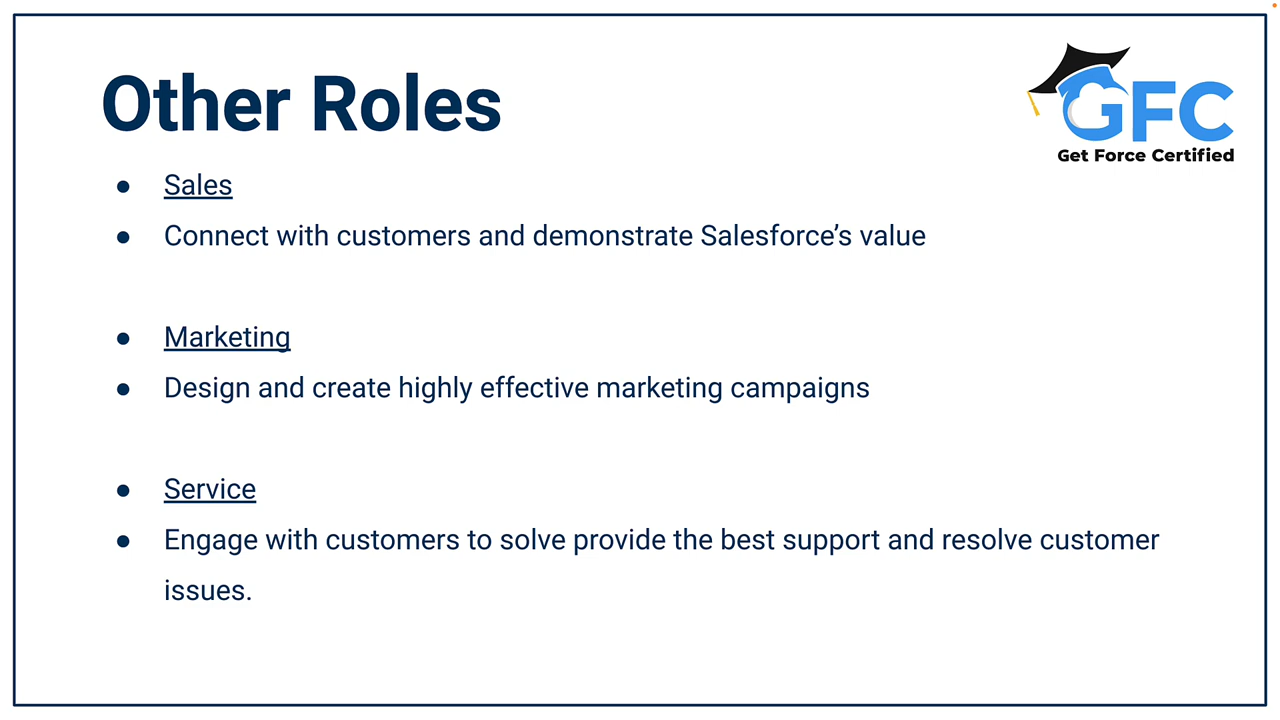 Other Roles
GFC
Get Force Certified
● Sales
● Connect with customers and demonstrate Salesforce’s value
● Marketing
● Design and create highly effective marketing campaigns
● Service
● Engage with customers to solve provide the best support and resolve customer
issues.